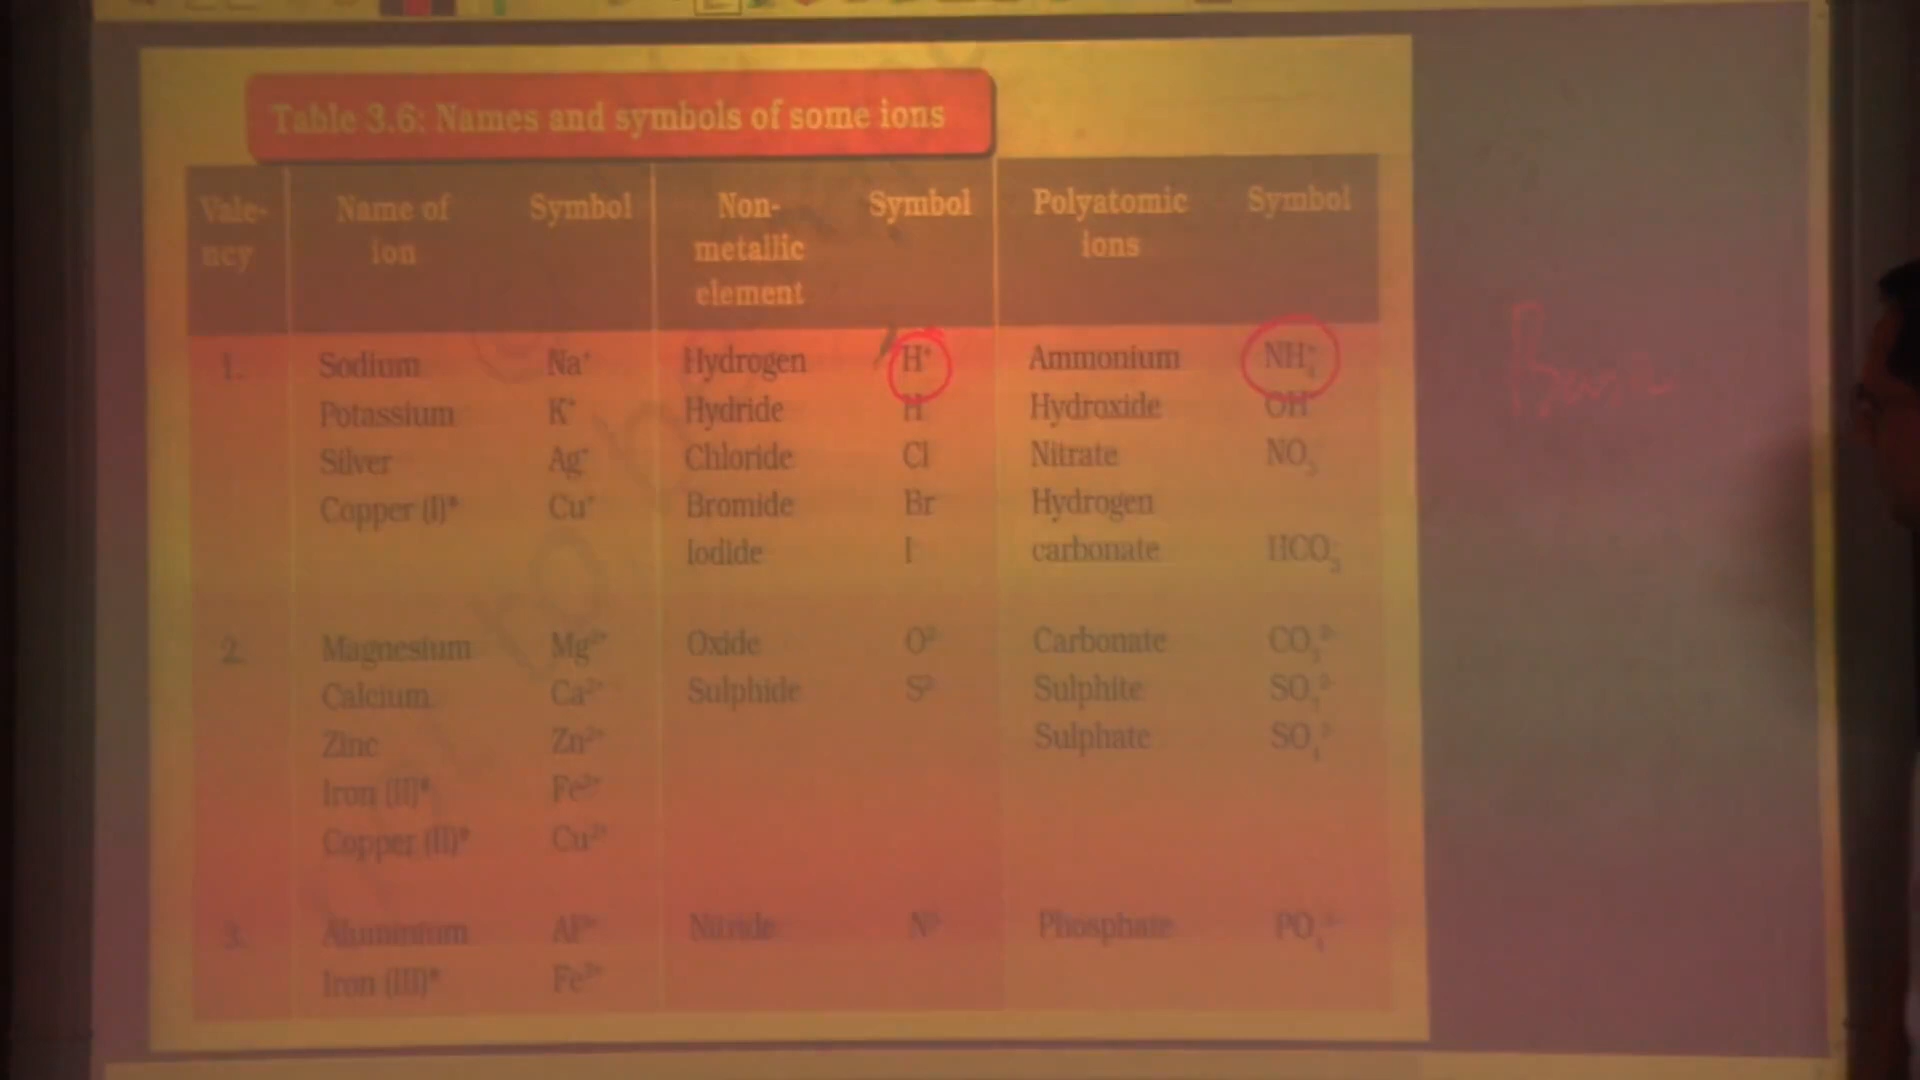 Table 3.6: Names and symbols of some ions
Vale-
ncy
Name of
ion
Symbol
Non-
metallic
element
Symbol
Polyatomic
ions
Symbol
1. Sodium Na⁺ Hydrogen H⁺ Ammonium NH₄⁺
Potassium K⁺ Hydride H Hydroxide OH
Silver Ag⁺ Chloride Cl Nitrate NO₃
Copper (I)* Cu⁺ Bromide Br Hydrogen
Iodide I carbonate HCO₃
2. Magnesium Mg²⁺ Oxide O²⁻ Carbonate CO₃²⁻
Calcium Ca²⁺ Sulphide S²⁻ Sulphite SO₃²⁻
Zinc Zn²⁺ Sulphate SO₄²⁻
Iron (II)* Fe²⁺
Copper (II)* Cu²⁺
3. Aluminium Al³⁺ Nitride N³⁻ Phosphate PO₄³⁻
Iron (III)* Fe³⁺